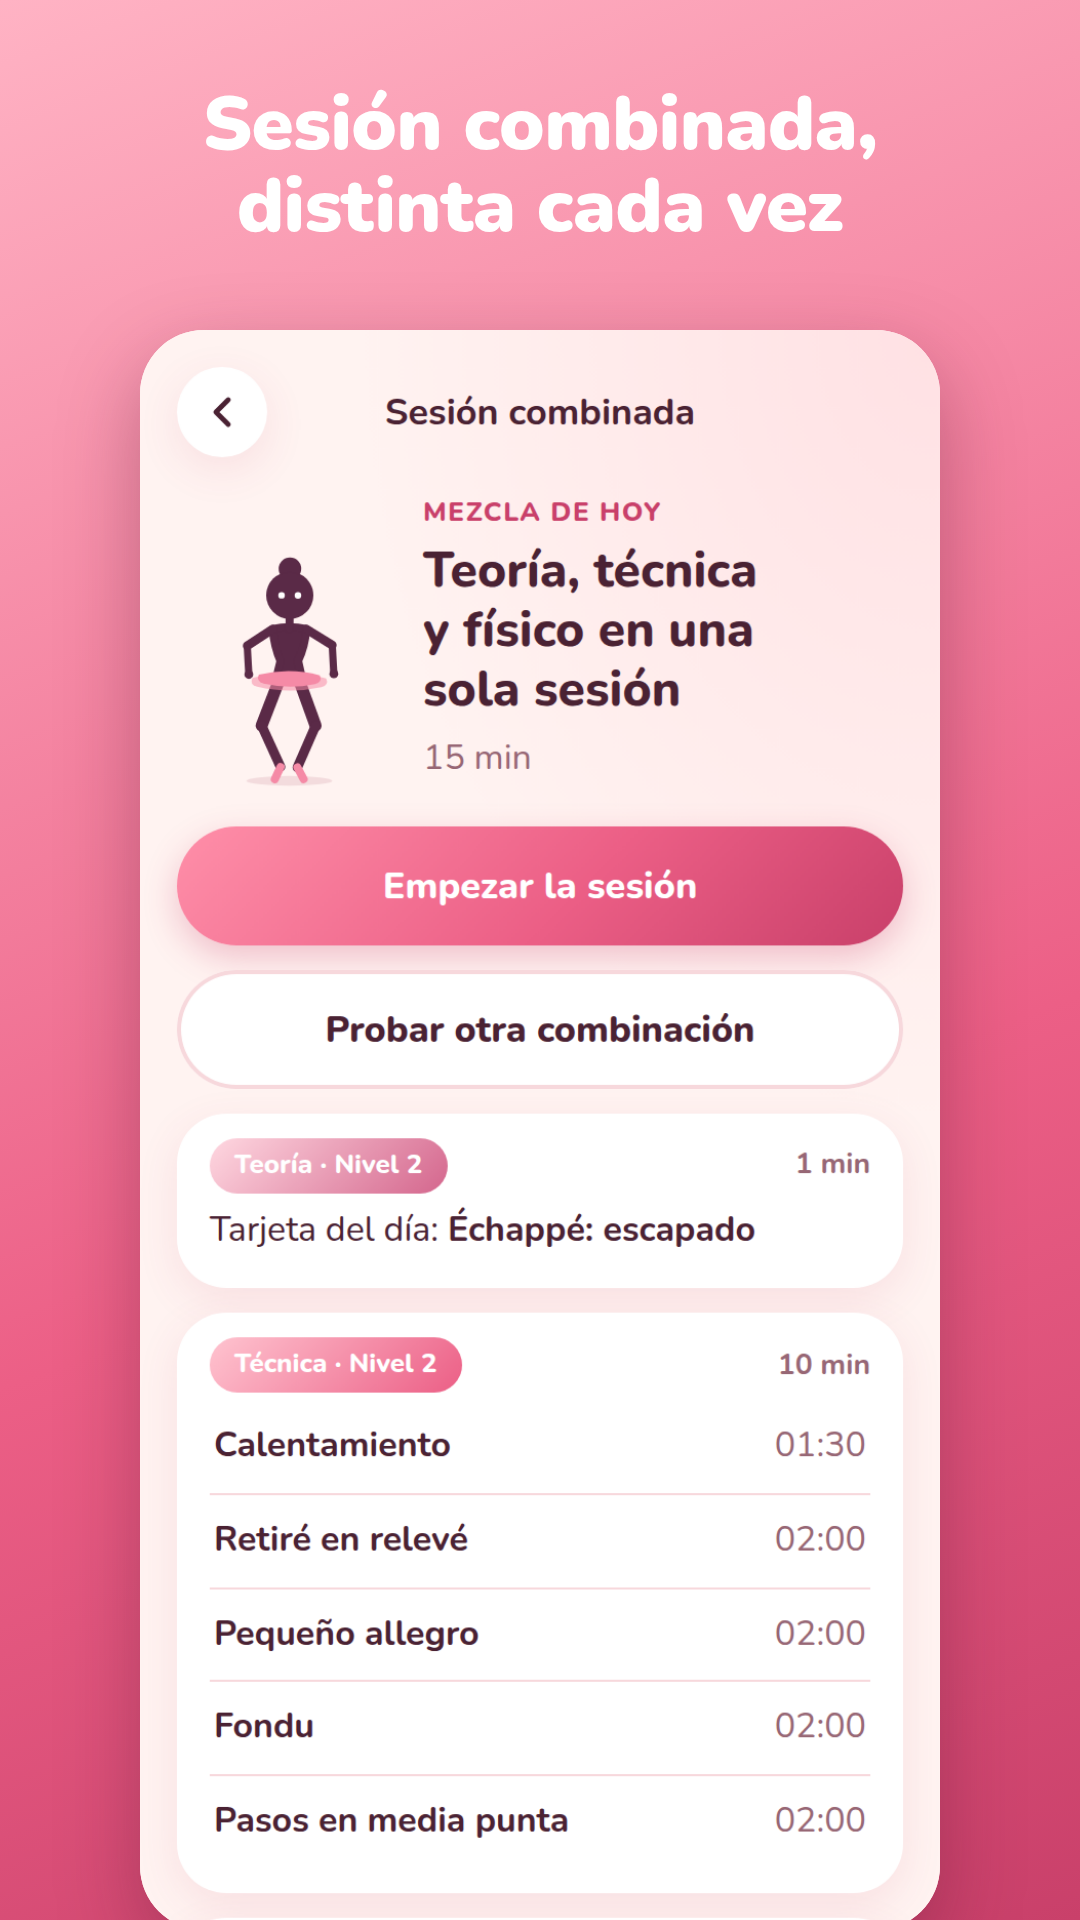 Sesión combinada,
distinta cada vez
Sesión combinada
MEZCLA DE HOY
Teoría, técnica
y físico en una
sola sesión
15 min
Empezar la sesión
Probar otra combinación
Teoría · Nivel 2
1 min
Tarjeta del día: Échappé: escapado
Técnica · Nivel 2
10 min
Calentamiento
01:30
Retiré en relevé
02:00
Pequeño allegro
02:00
Fondu
02:00
Pasos en media punta
02:00